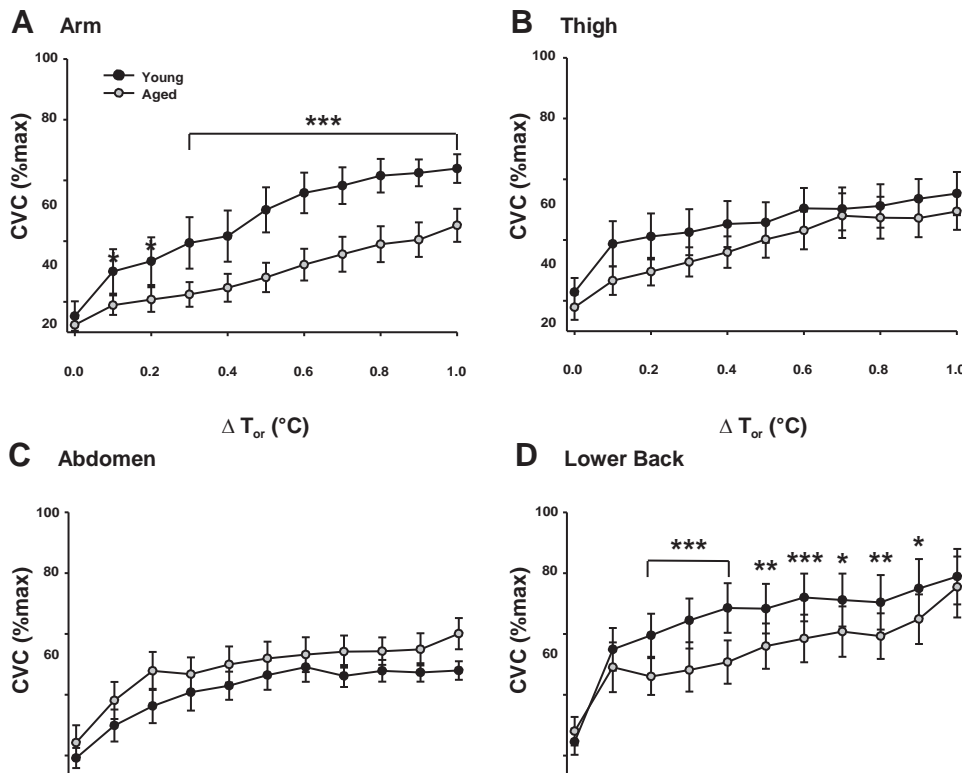 A Arm
100
80
60
40
20
CVC (%max)
Young
Aged
***
*
*
0.0 0.2 0.4 0.6 0.8 1.0
Δ Tor (°C)
B Thigh
100
80
60
40
20
CVC (%max)
0.0 0.2 0.4 0.6 0.8 1.0
Δ Tor (°C)
C Abdomen
100
80
60
CVC (%max)
D Lower Back
100
80
60
CVC (%max)
*** ** *** * ** *